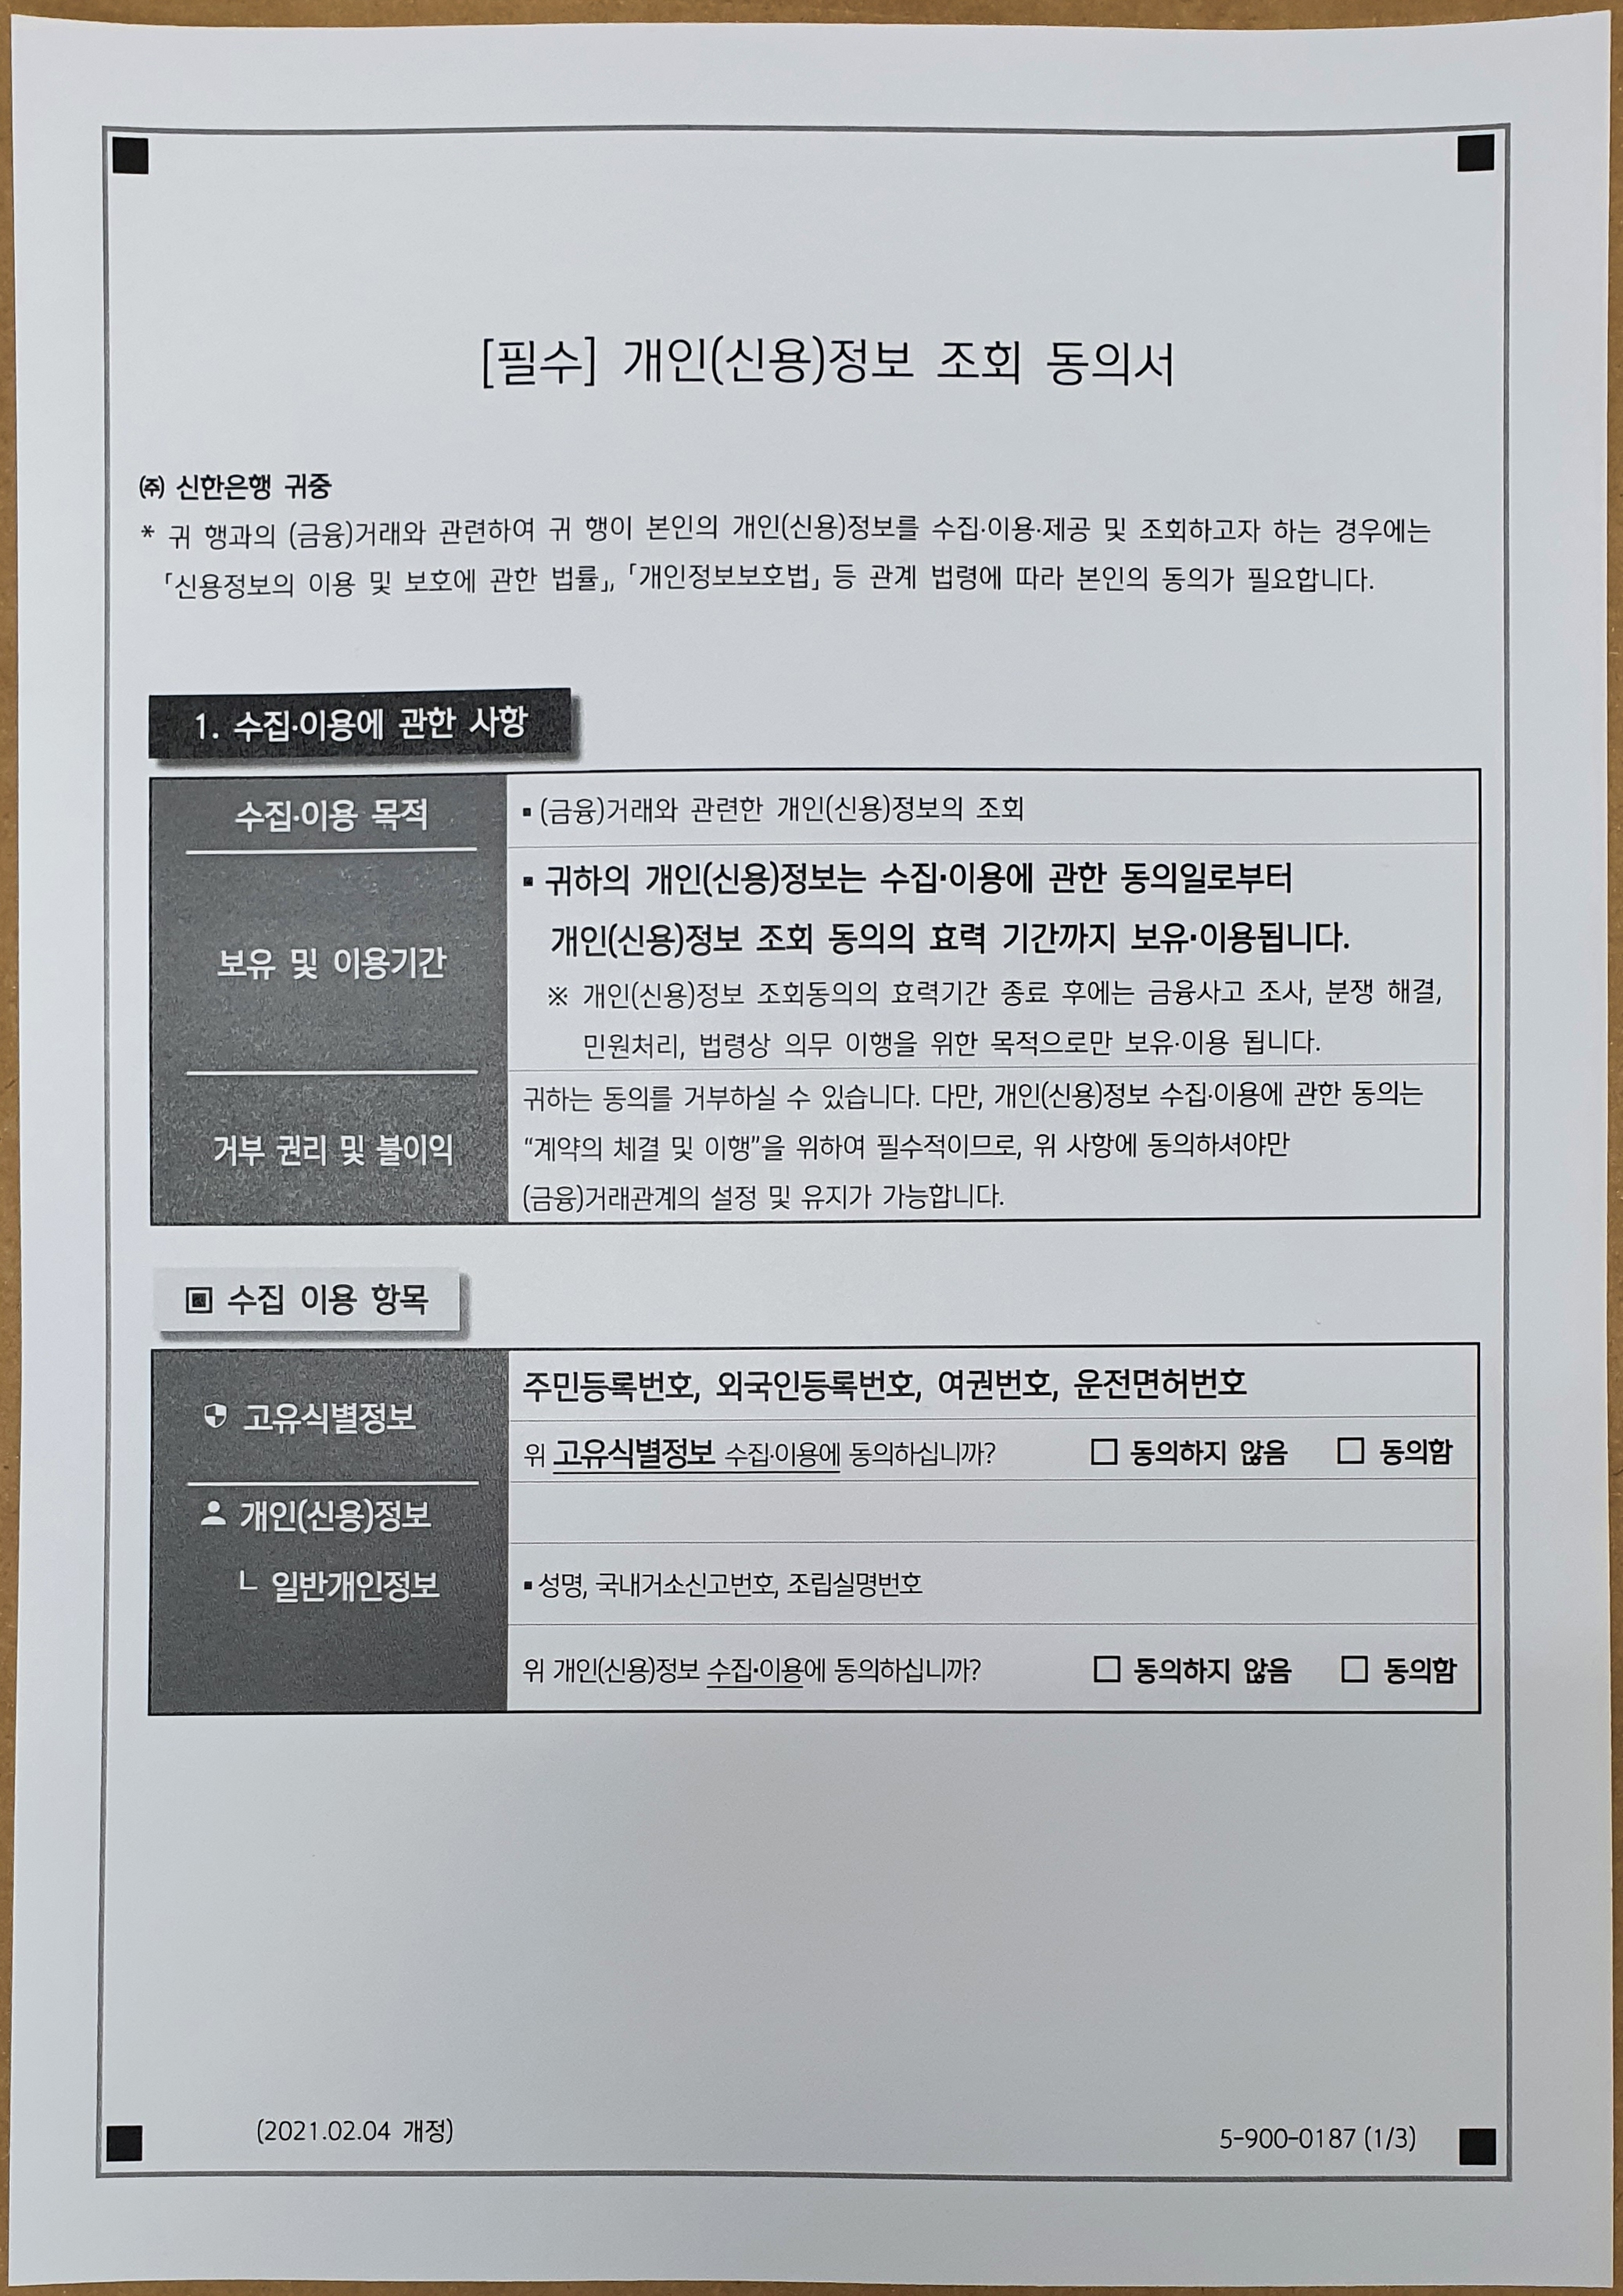 [필수] 개인(신용)정보 조회 동의서
㈜ 신한은행 귀중
* 귀 행과의 (금융)거래와 관련하여 귀 행이 본인의 개인(신용)정보를 수집·이용·제공 및 조회하고자 하는 경우에는
「신용정보의 이용 및 보호에 관한 법률」, 「개인정보보호법」 등 관계 법령에 따라 본인의 동의가 필요합니다.
1. 수집·이용에 관한 사항
수집·이용 목적
▪ (금융)거래와 관련한 개인(신용)정보의 조회
보유 및 이용기간
▪ 귀하의 개인(신용)정보는 수집·이용에 관한 동의일로부터
개인(신용)정보 조회 동의의 효력 기간까지 보유·이용됩니다.
※ 개인(신용)정보 조회동의의 효력기간 종료 후에는 금융사고 조사, 분쟁 해결,
민원처리, 법령상 의무 이행을 위한 목적으로만 보유·이용 됩니다.
거부 권리 및 불이익
귀하는 동의를 거부하실 수 있습니다. 다만, 개인(신용)정보 수집·이용에 관한 동의는
“계약의 체결 및 이행”을 위하여 필수적이므로, 위 사항에 동의하셔야만
(금융)거래관계의 설정 및 유지가 가능합니다.
▣ 수집 이용 항목
고유식별정보
주민등록번호, 외국인등록번호, 여권번호, 운전면허번호
위 고유식별정보 수집·이용에 동의하십니까? □ 동의하지 않음 □ 동의함
개인(신용)정보
ㄴ 일반개인정보
▪ 성명, 국내거소신고번호, 조립실명번호
위 개인(신용)정보 수집·이용에 동의하십니까? □ 동의하지 않음 □ 동의함
(2021.02.04 개정)
5-900-0187 (1/3)